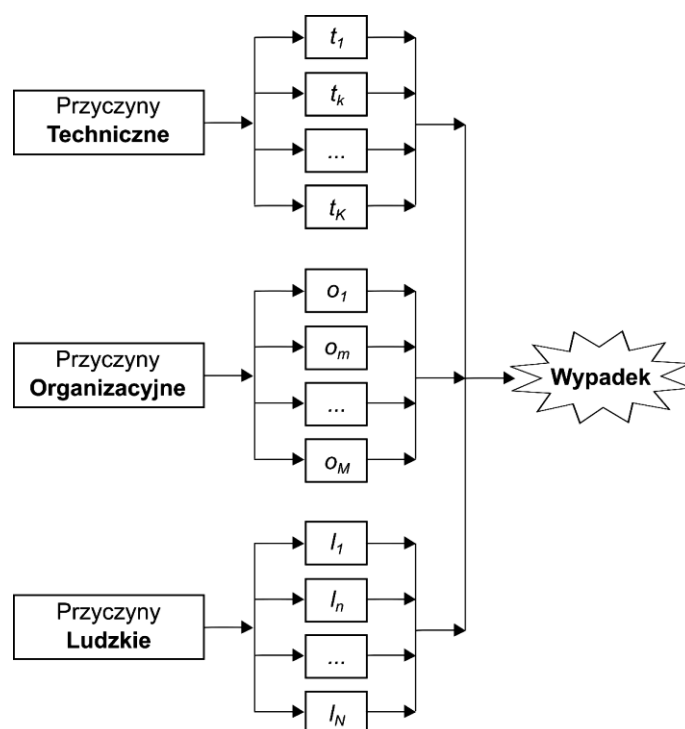 Przyczyny
Techniczne
t1
tk
...
tK
Przyczyny
Organizacyjne
o1
om
...
oM
Wypadek
Przyczyny
Ludzkie
l1
ln
...
lN